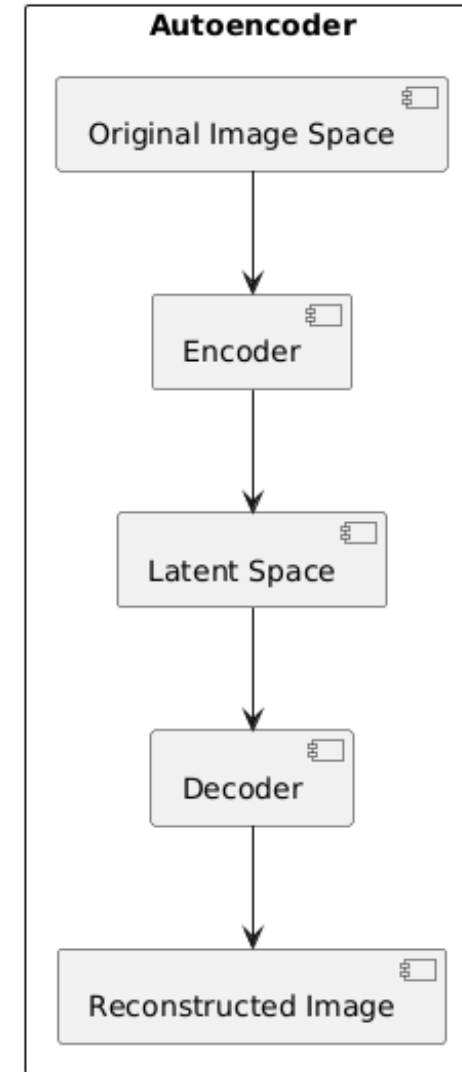 Autoencoder
Original Image Space
Encoder
Latent Space
Decoder
Reconstructed Image